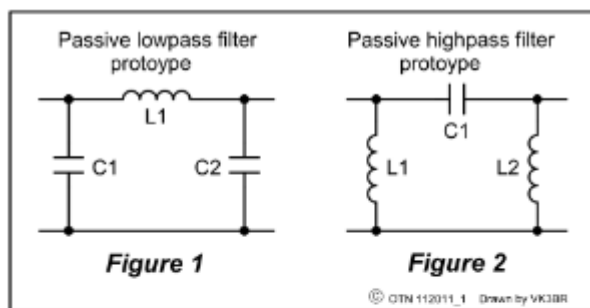 Passive lowpass filter
protoype
L1
C1
C2
Figure 1
Passive highpass filter
protoype
C1
L1
L2
Figure 2
© OTN 112011_1 Drawn by VK3BR